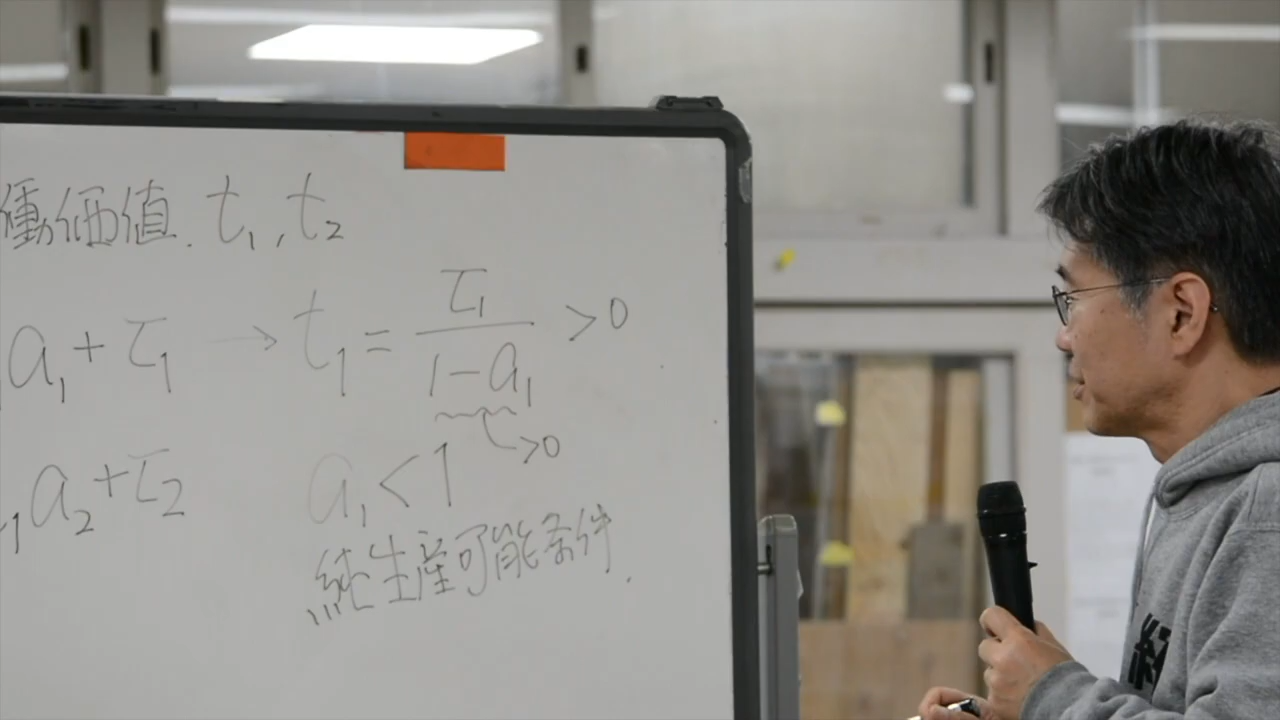 働価値. t₁, t₂
a₁ + τ₁ → t₁ = τ₁ / (1 - a₁) > 0
>0
a₂ + τ₂
a₁ < 1
純生産可能条件.